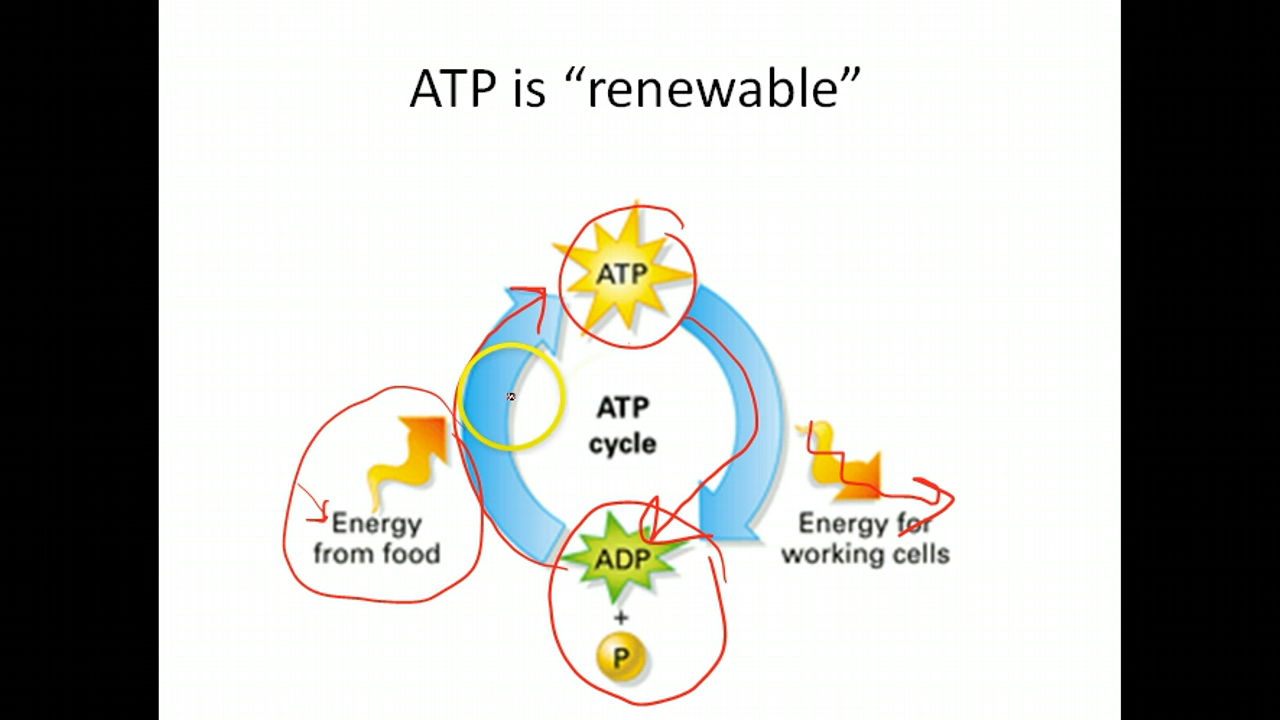 ATP is “renewable”
ATP
ATP
cycle
Energy
from food
Energy for
working cells
ADP
+
P